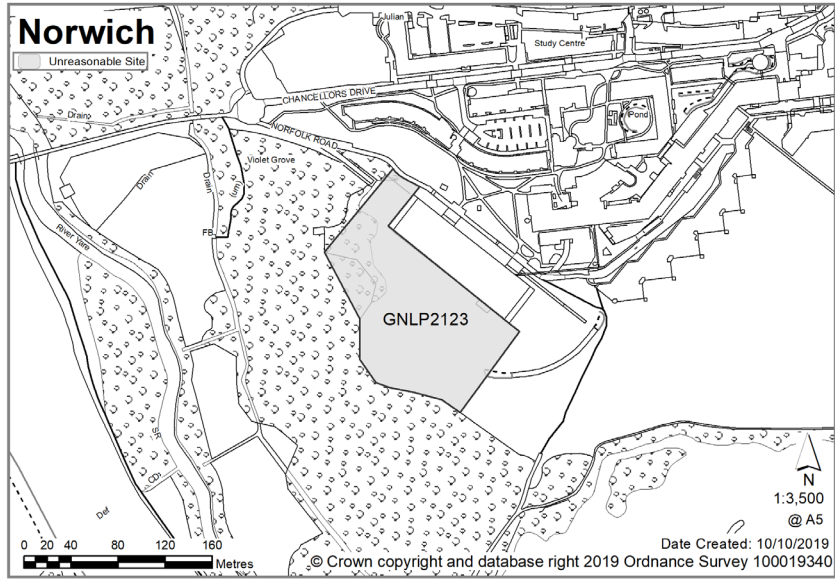 Norwich
Unreasonable Site
Julian
Study Centre
CHANCELLORS DRIVE
Drain
Pond
NORFOLK ROAD
Violet Grove
Drain
Drain
(um)
FB
River Yare
GNLP2123
SR
CD
Def
N
1:3,500
@ A5
0 20 40 80 120 160
Metres
Date Created: 10/10/2019
© Crown copyright and database right 2019 Ordnance Survey 100019340